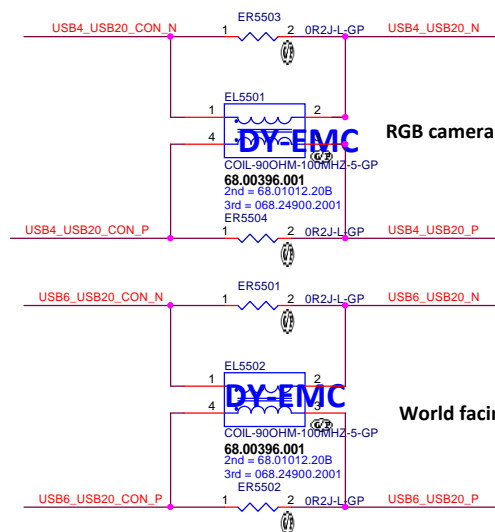 ER5503
USB4_USB20_CON_N 1 2 0R2J-L-GP USB4_USB20_N
EL5501
1 2
4 3
DY-EMC
RGB camera
COIL-90OHM-100MHZ-5-GP
68.00396.001
2nd = 68.01012.20B
3rd = 068.24900.2001
ER5504
USB4_USB20_CON_P 1 2 0R2J-L-GP USB4_USB20_P
ER5501
USB6_USB20_CON_N 1 2 0R2J-L-GP USB6_USB20_N
EL5502
1 2
4 3
DY-EMC
World facin
COIL-90OHM-100MHZ-5-GP
68.00396.001
2nd = 68.01012.20B
3rd = 068.24900.2001
ER5502
USB6_USB20_CON_P 1 2 0R2J-L-GP USB6_USB20_P